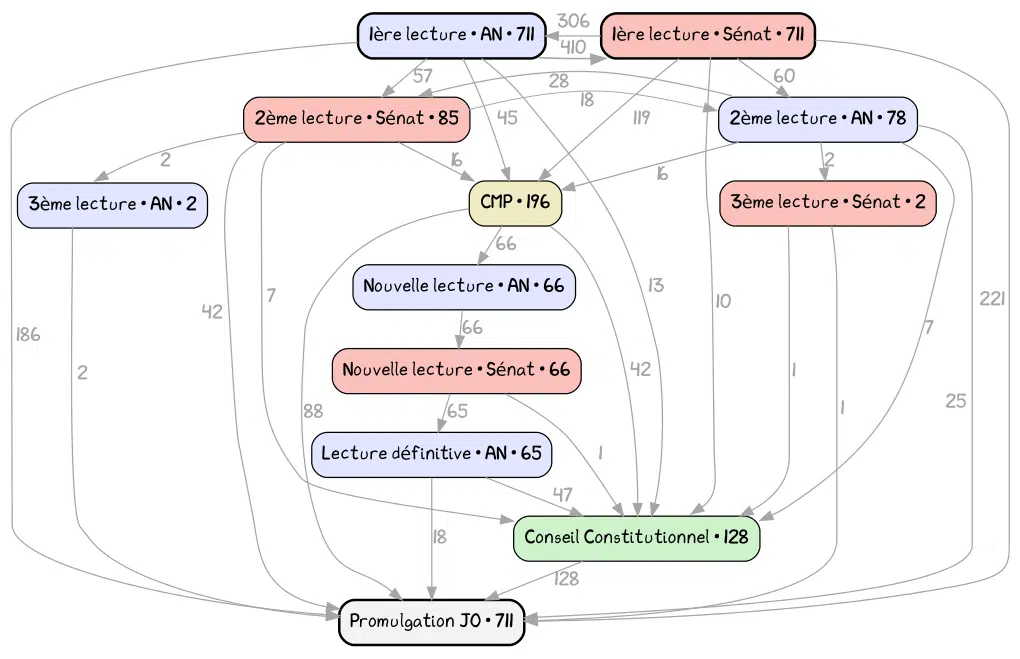 1ère lecture • AN • 711
306
1ère lecture • Sénat • 711
410
57
28
60
18
2ème lecture • Sénat • 85
45
119
2ème lecture • AN • 78
2
16
16
2
3ème lecture • AN • 2
CMP • 196
3ème lecture • Sénat • 2
66
Nouvelle lecture • AN • 66
13
7
10
221
42
186
66
7
Nouvelle lecture • Sénat • 66
42
1
2
25
88
65
1
Lecture définitive • AN • 65
1
47
18
Conseil Constitutionnel • 128
128
Promulgation JO • 711